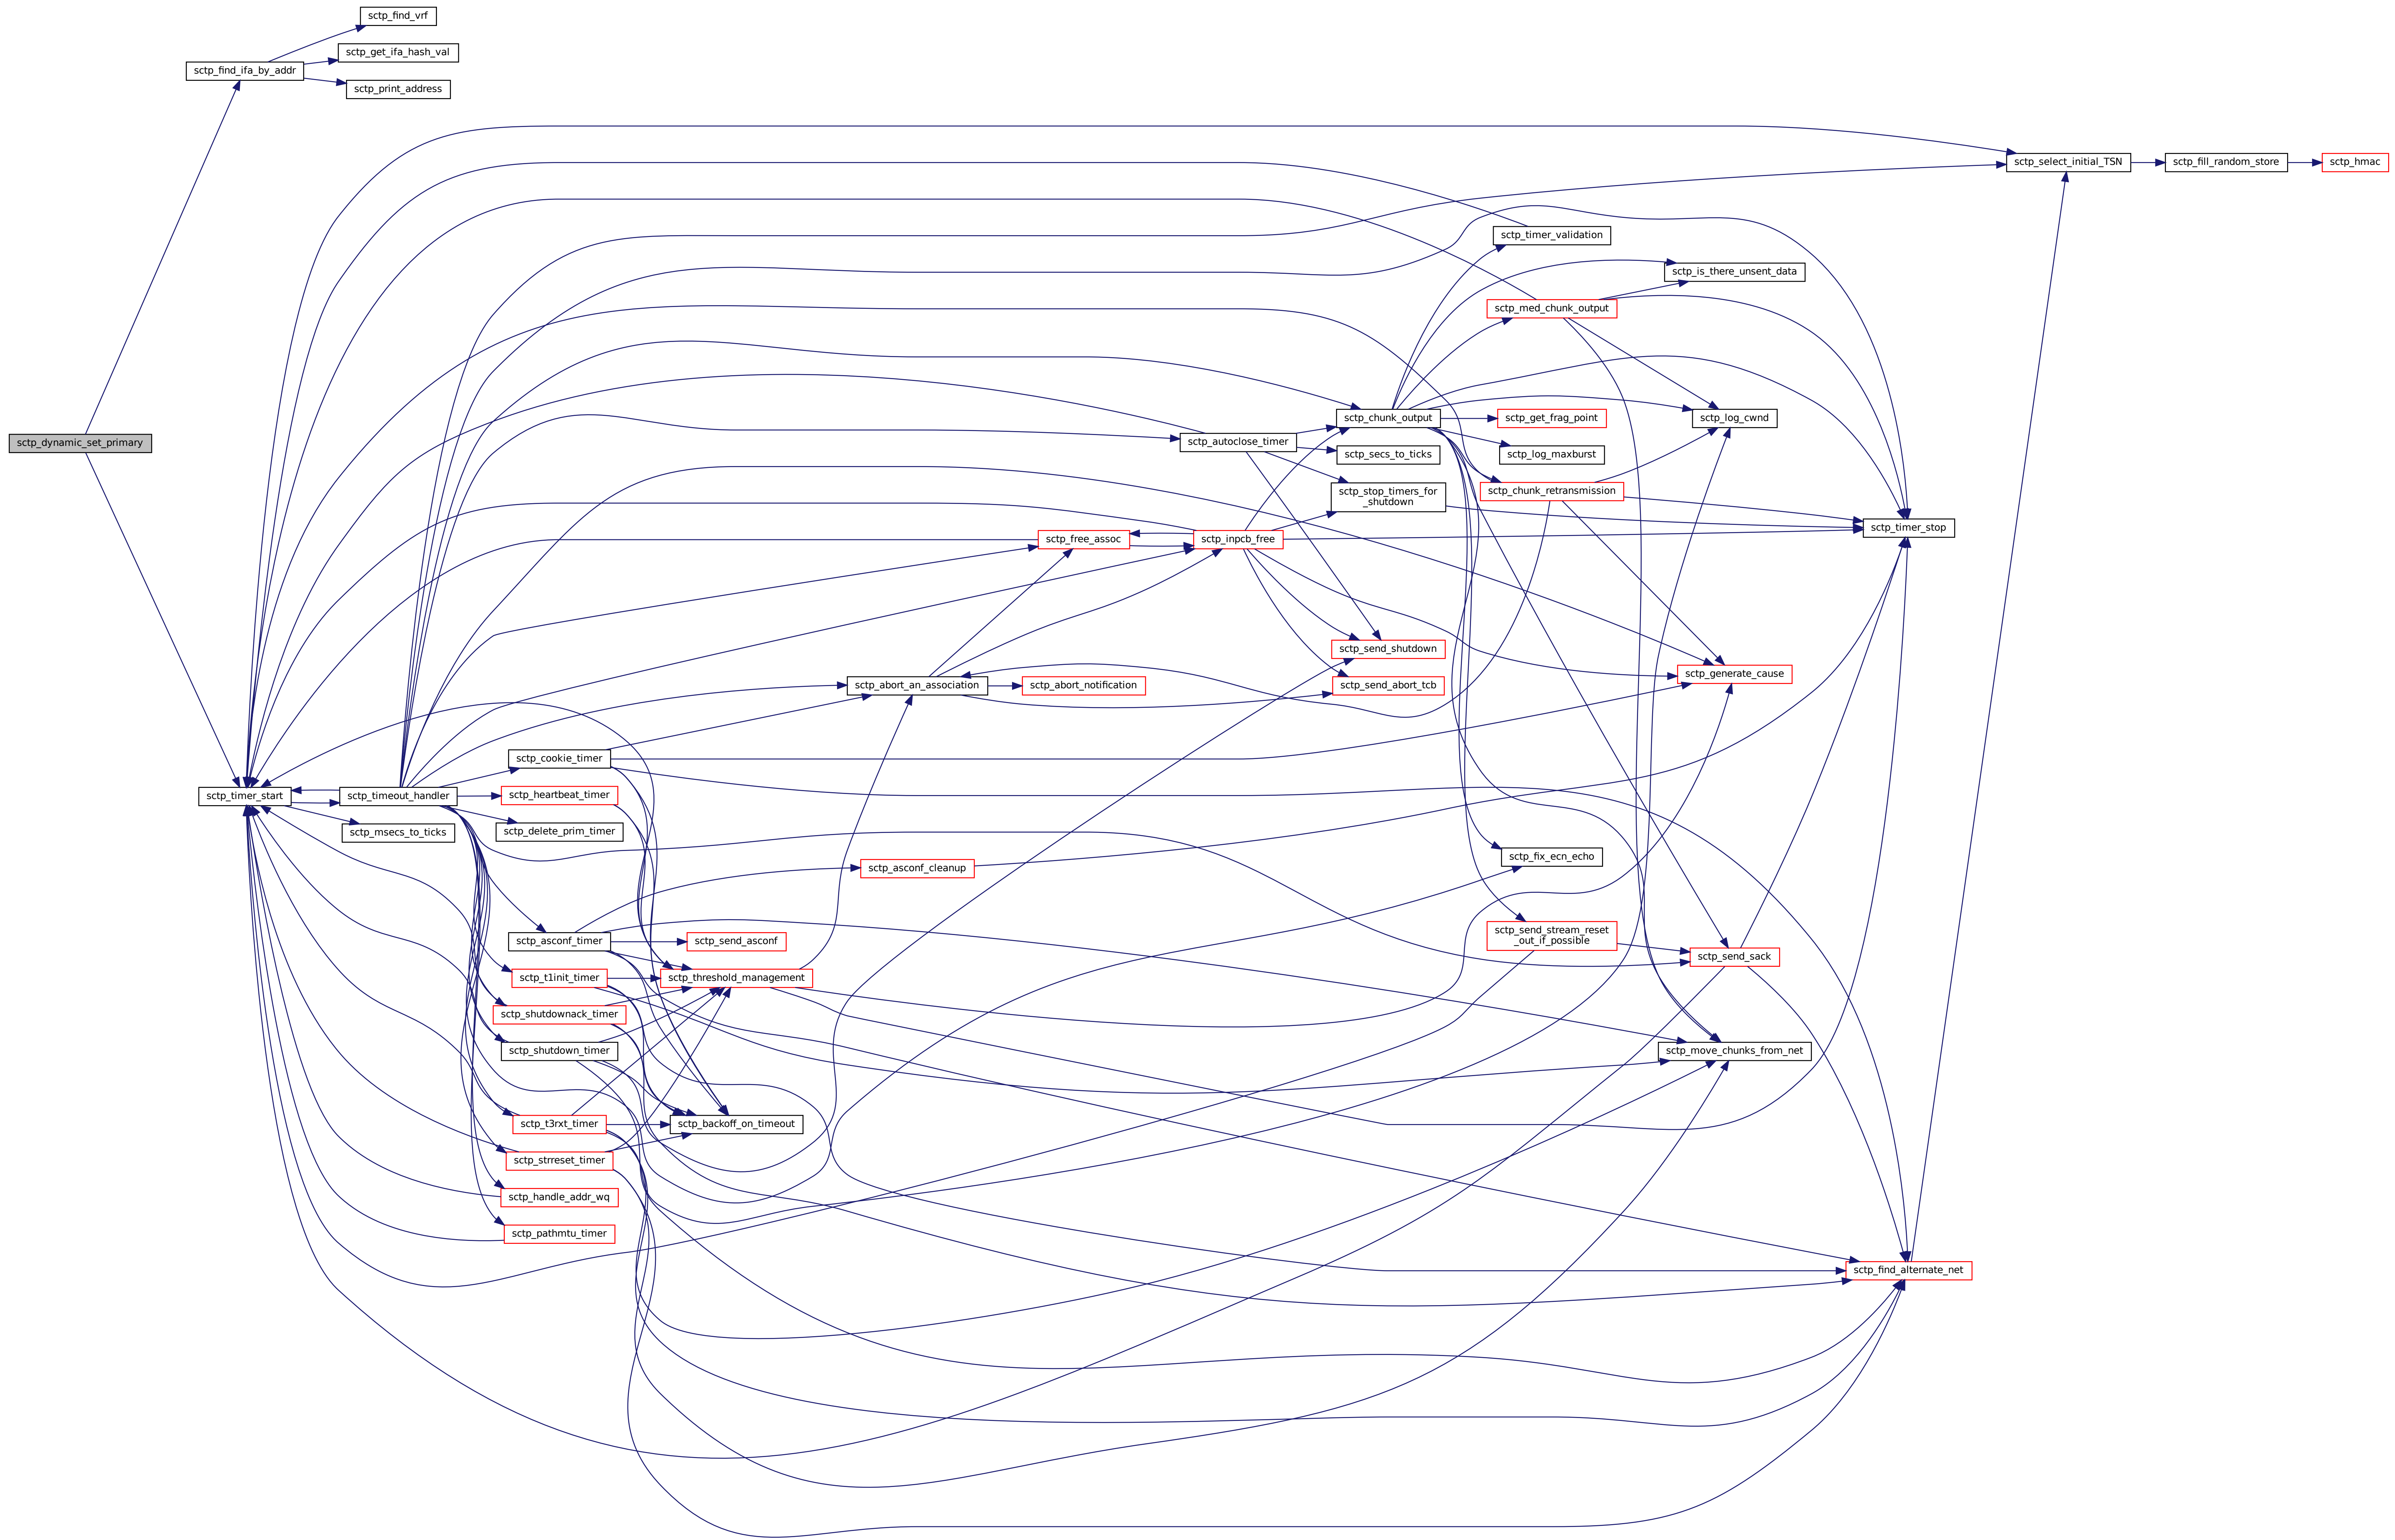 sctp_find_vrf
sctp_get_ifa_hash_val
sctp_find_ifa_by_addr
sctp_print_address
sctp_select_initial_TSN
sctp_fill_random_store
sctp_hmac
sctp_timer_validation
sctp_is_there_unsent_data
sctp_med_chunk_output
sctp_chunk_output
sctp_get_frag_point
sctp_log_cwnd
sctp_dynamic_set_primary
sctp_autoclose_timer
sctp_secs_to_ticks
sctp_log_maxburst
sctp_stop_timers_for
_shutdown
sctp_chunk_retransmission
sctp_timer_stop
sctp_free_assoc
sctp_inpcb_free
sctp_send_shutdown
sctp_generate_cause
sctp_abort_an_association
sctp_abort_notification
sctp_send_abort_tcb
sctp_cookie_timer
sctp_timer_start
sctp_timeout_handler
sctp_heartbeat_timer
sctp_msecs_to_ticks
sctp_delete_prim_timer
sctp_fix_ecn_echo
sctp_asconf_cleanup
sctp_send_stream_reset
_out_if_possible
sctp_asconf_timer
sctp_send_asconf
sctp_send_sack
sctp_t1init_timer
sctp_threshold_management
sctp_shutdownack_timer
sctp_shutdown_timer
sctp_move_chunks_from_net
sctp_t3rxt_timer
sctp_backoff_on_timeout
sctp_strreset_timer
sctp_handle_addr_wq
sctp_pathmtu_timer
sctp_find_alternate_net